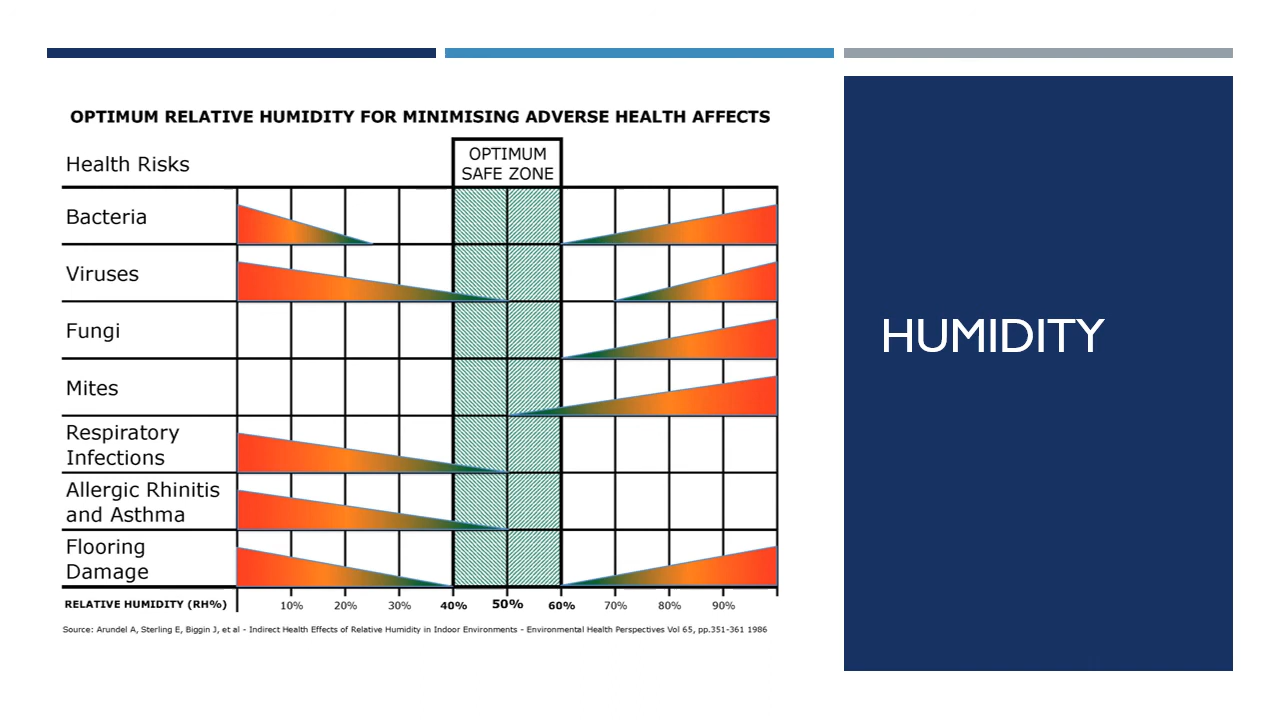 OPTIMUM RELATIVE HUMIDITY FOR MINIMISING ADVERSE HEALTH AFFECTS
Health Risks
OPTIMUM
SAFE ZONE
Bacteria
Viruses
Fungi
Mites
Respiratory
Infections
Allergic Rhinitis
and Asthma
Flooring
Damage
RELATIVE HUMIDITY (RH%) 10% 20% 30% 40% 50% 60% 70% 80% 90%
Source: Arundel A, Sterling E, Biggin J, et al - Indirect Health Effects of Relative Humidity in Indoor Environments - Environmental Health Perspectives Vol 65, pp.351-361 1986
HUMIDITY